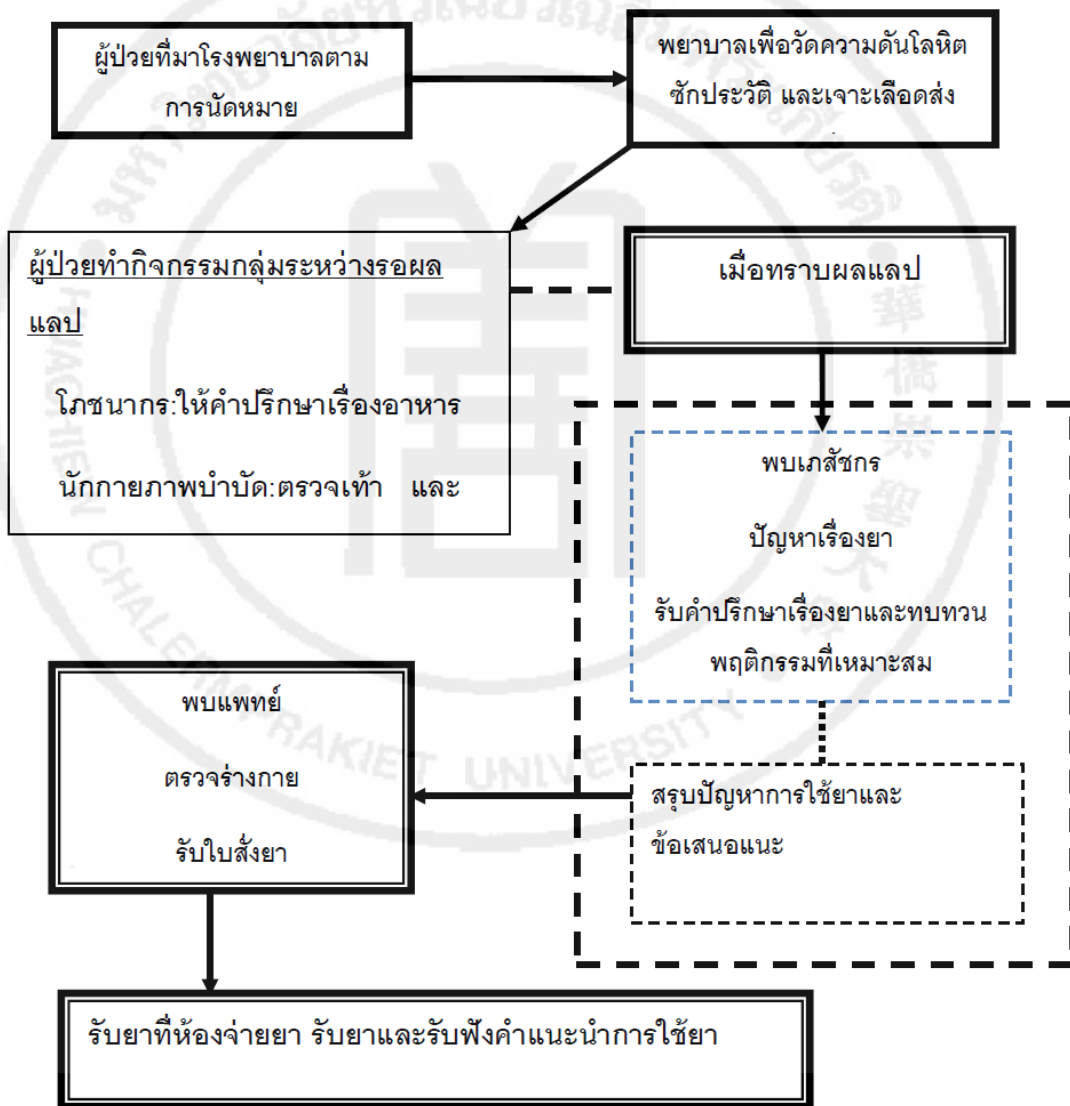 ผู้ป่วยที่มาโรงพยาบาลตาม
การนัดหมาย
พยาบาลเพื่อวัดความดันโลหิต
ซักประวัติ และเจาะเลือดส่ง
ผู้ป่วยทำกิจกรรมกลุ่มระหว่างรอผล
แลป
โภชนากร:ให้คำปรึกษาเรื่องอาหาร
นักกายภาพบำบัด:ตรวจเท้า และ
เมื่อทราบผลแลป
พบเภสัชกร
ปัญหาเรื่องยา
รับคำปรึกษาเรื่องยาและทบทวน
พฤติกรรมที่เหมาะสม
สรุปปัญหาการใช้ยาและ
ข้อเสนอแนะ
พบแพทย์
ตรวจร่างกาย
รับใบสั่งยา
รับยาที่ห้องจ่ายยา รับยาและรับฟังคำแนะนำการใช้ยา
HUACHIEW CHALERMPRAKIET UNIVERSITY
華僑崇聖大學